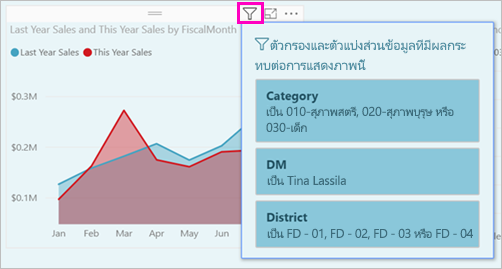 Last Year Sales and This Year Sales by FiscalMonth
Last Year Sales This Year Sales
$0.3M
$0.2M
$0.1M
Jan Feb Mar Apr May Jun
ตัวกรองและตัวแบ่งส่วนข้อมูลที่มีผลกระ
ทบต่อการแสดงภาพนี้
Category
เป็น 010-สุภาพสตรี, 020-สุภาพบุรุษ หรือ
030-เด็ก
DM
เป็น Tina Lassila
District
เป็น FD - 01, FD - 02, FD - 03 หรือ FD - 04